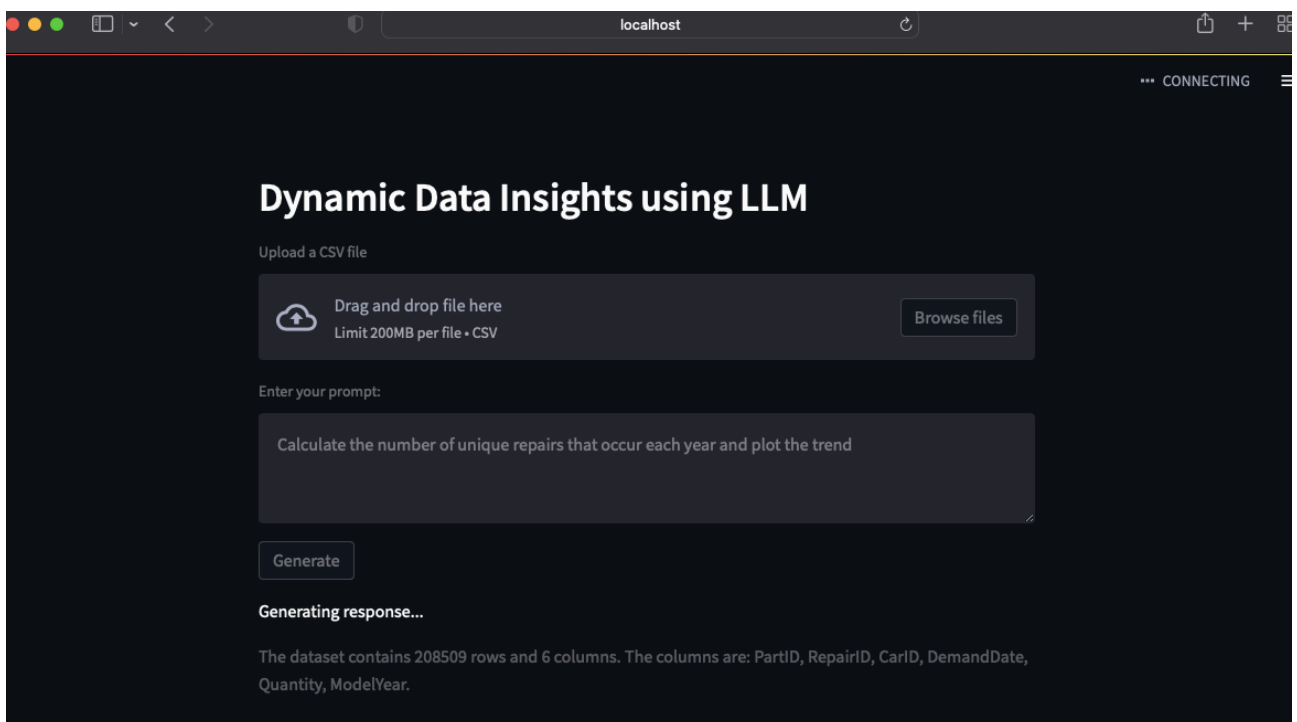 localhost
CONNECTING
Dynamic Data Insights using LLM
Upload a CSV file
Drag and drop file here
Limit 200MB per file • CSV
Browse files
Enter your prompt:
Calculate the number of unique repairs that occur each year and plot the trend
Generate
Generating response...
The dataset contains 208509 rows and 6 columns. The columns are: PartID, RepairID, CarID, DemandDate,
Quantity, ModelYear.